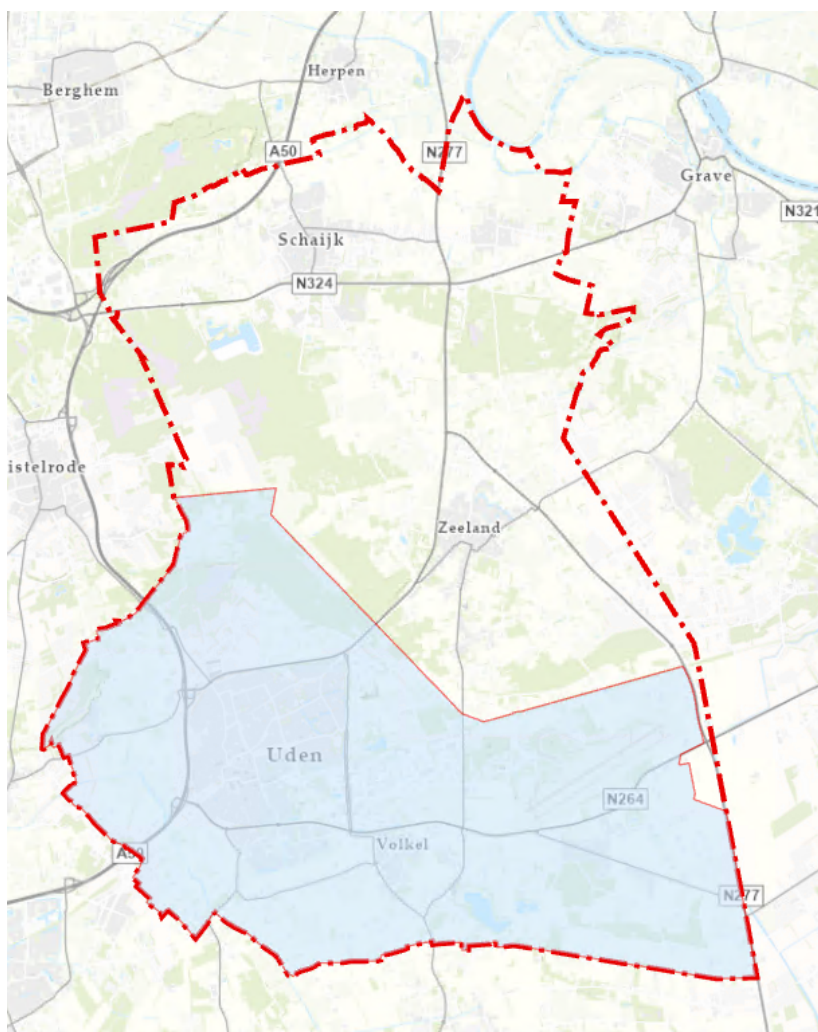 Herpen
Berghem
A50
N277
Grave
N321
Schaijk
N324
istelrode
Zeeland
Uden
N264
Volkel
A50
N277